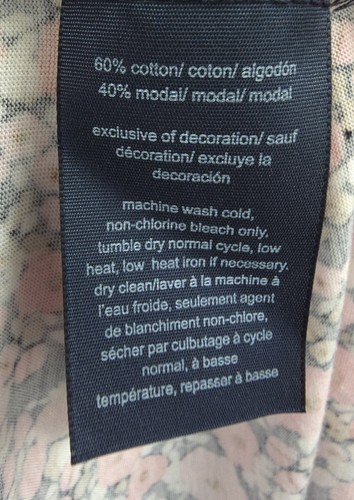 60% cotton/ coton/ algodón
40% modal/ modal/ modal
exclusive of decoration/ sauf
décoration/ excluye la
decoración
machine wash cold,
non-chlorine bleach only,
tumble dry normal cycle, low
heat, low heat iron if necessary.
dry clean/laver à la machine à
l'eau froide, seulement agent
de blanchiment non-chlore,
sécher par culbutage à cycle
normal, à basse
température, repasser à basse